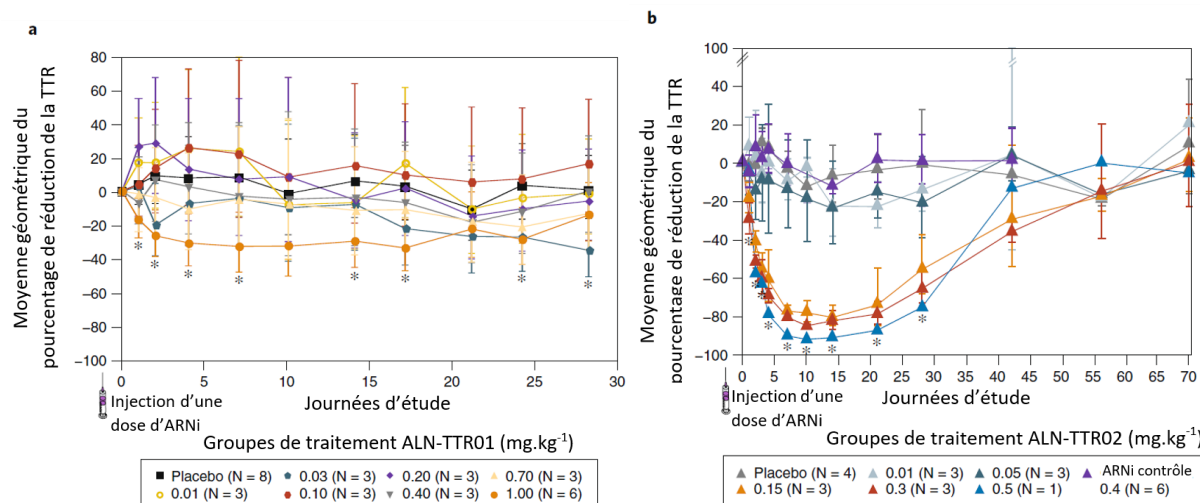 a
Moyenne géométrique du
pourcentage de réduction de la TTR
80
60
40
20
0
−20
−40
−60
−80
−100
* * * * * * * *
0 5 10 15 20 25 30
Injection d’une
dose d’ARNi
Journées d’étude
Groupes de traitement ALN-TTR01 (mg.kg-1)
Placebo (N = 8) 0.03 (N = 3) 0.20 (N = 3) 0.70 (N = 3)
0.01 (N = 3) 0.10 (N = 3) 0.40 (N = 3) 1.00 (N = 6)
b
Moyenne géométrique du
pourcentage de réduction de la TTR
100
40
20
0
−20
−40
−60
−80
−100
* * * * * * * * *
0 5 10 15 20 25 30 35 40 45 50 55 60 65 70
Injection d’une
dose d’ARNi
Journées d’étude
Groupes de traitement ALN-TTR02 (mg.kg-1)
Placebo (N = 4) 0.01 (N = 3) 0.05 (N = 3) ARNi contrôle
0.15 (N = 3) 0.3 (N = 3) 0.5 (N = 1) 0.4 (N = 6)